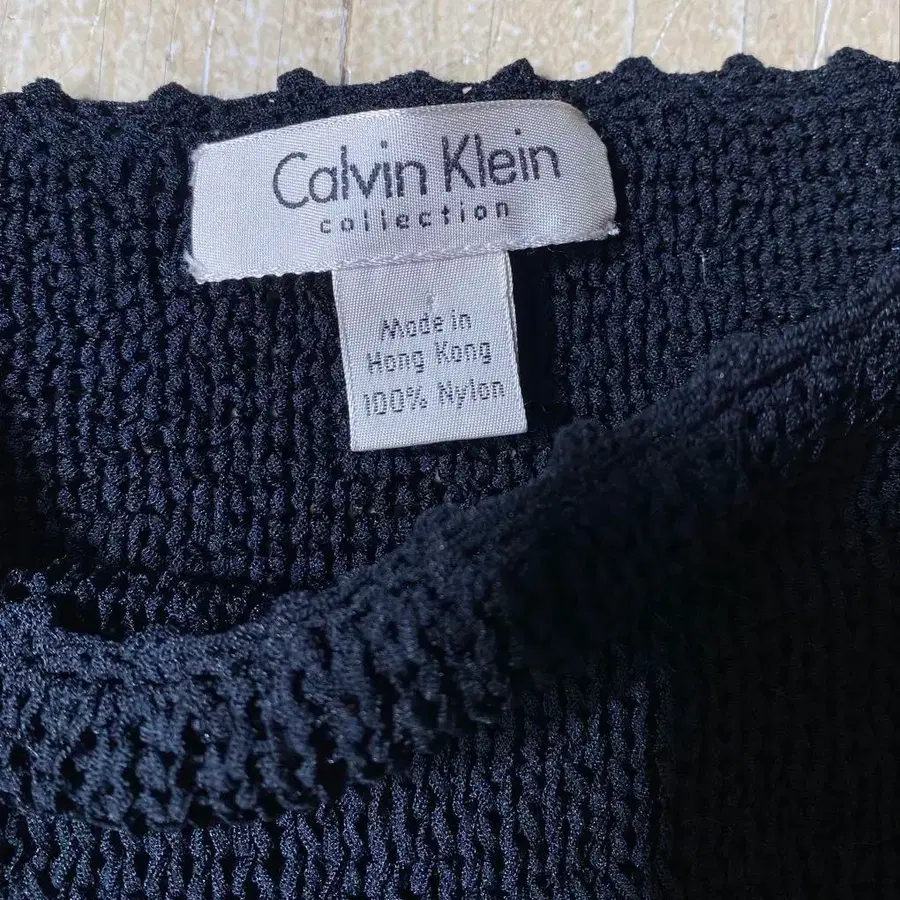 Calvin Klein
collection
Made in
Hong Kong
100% Nylon